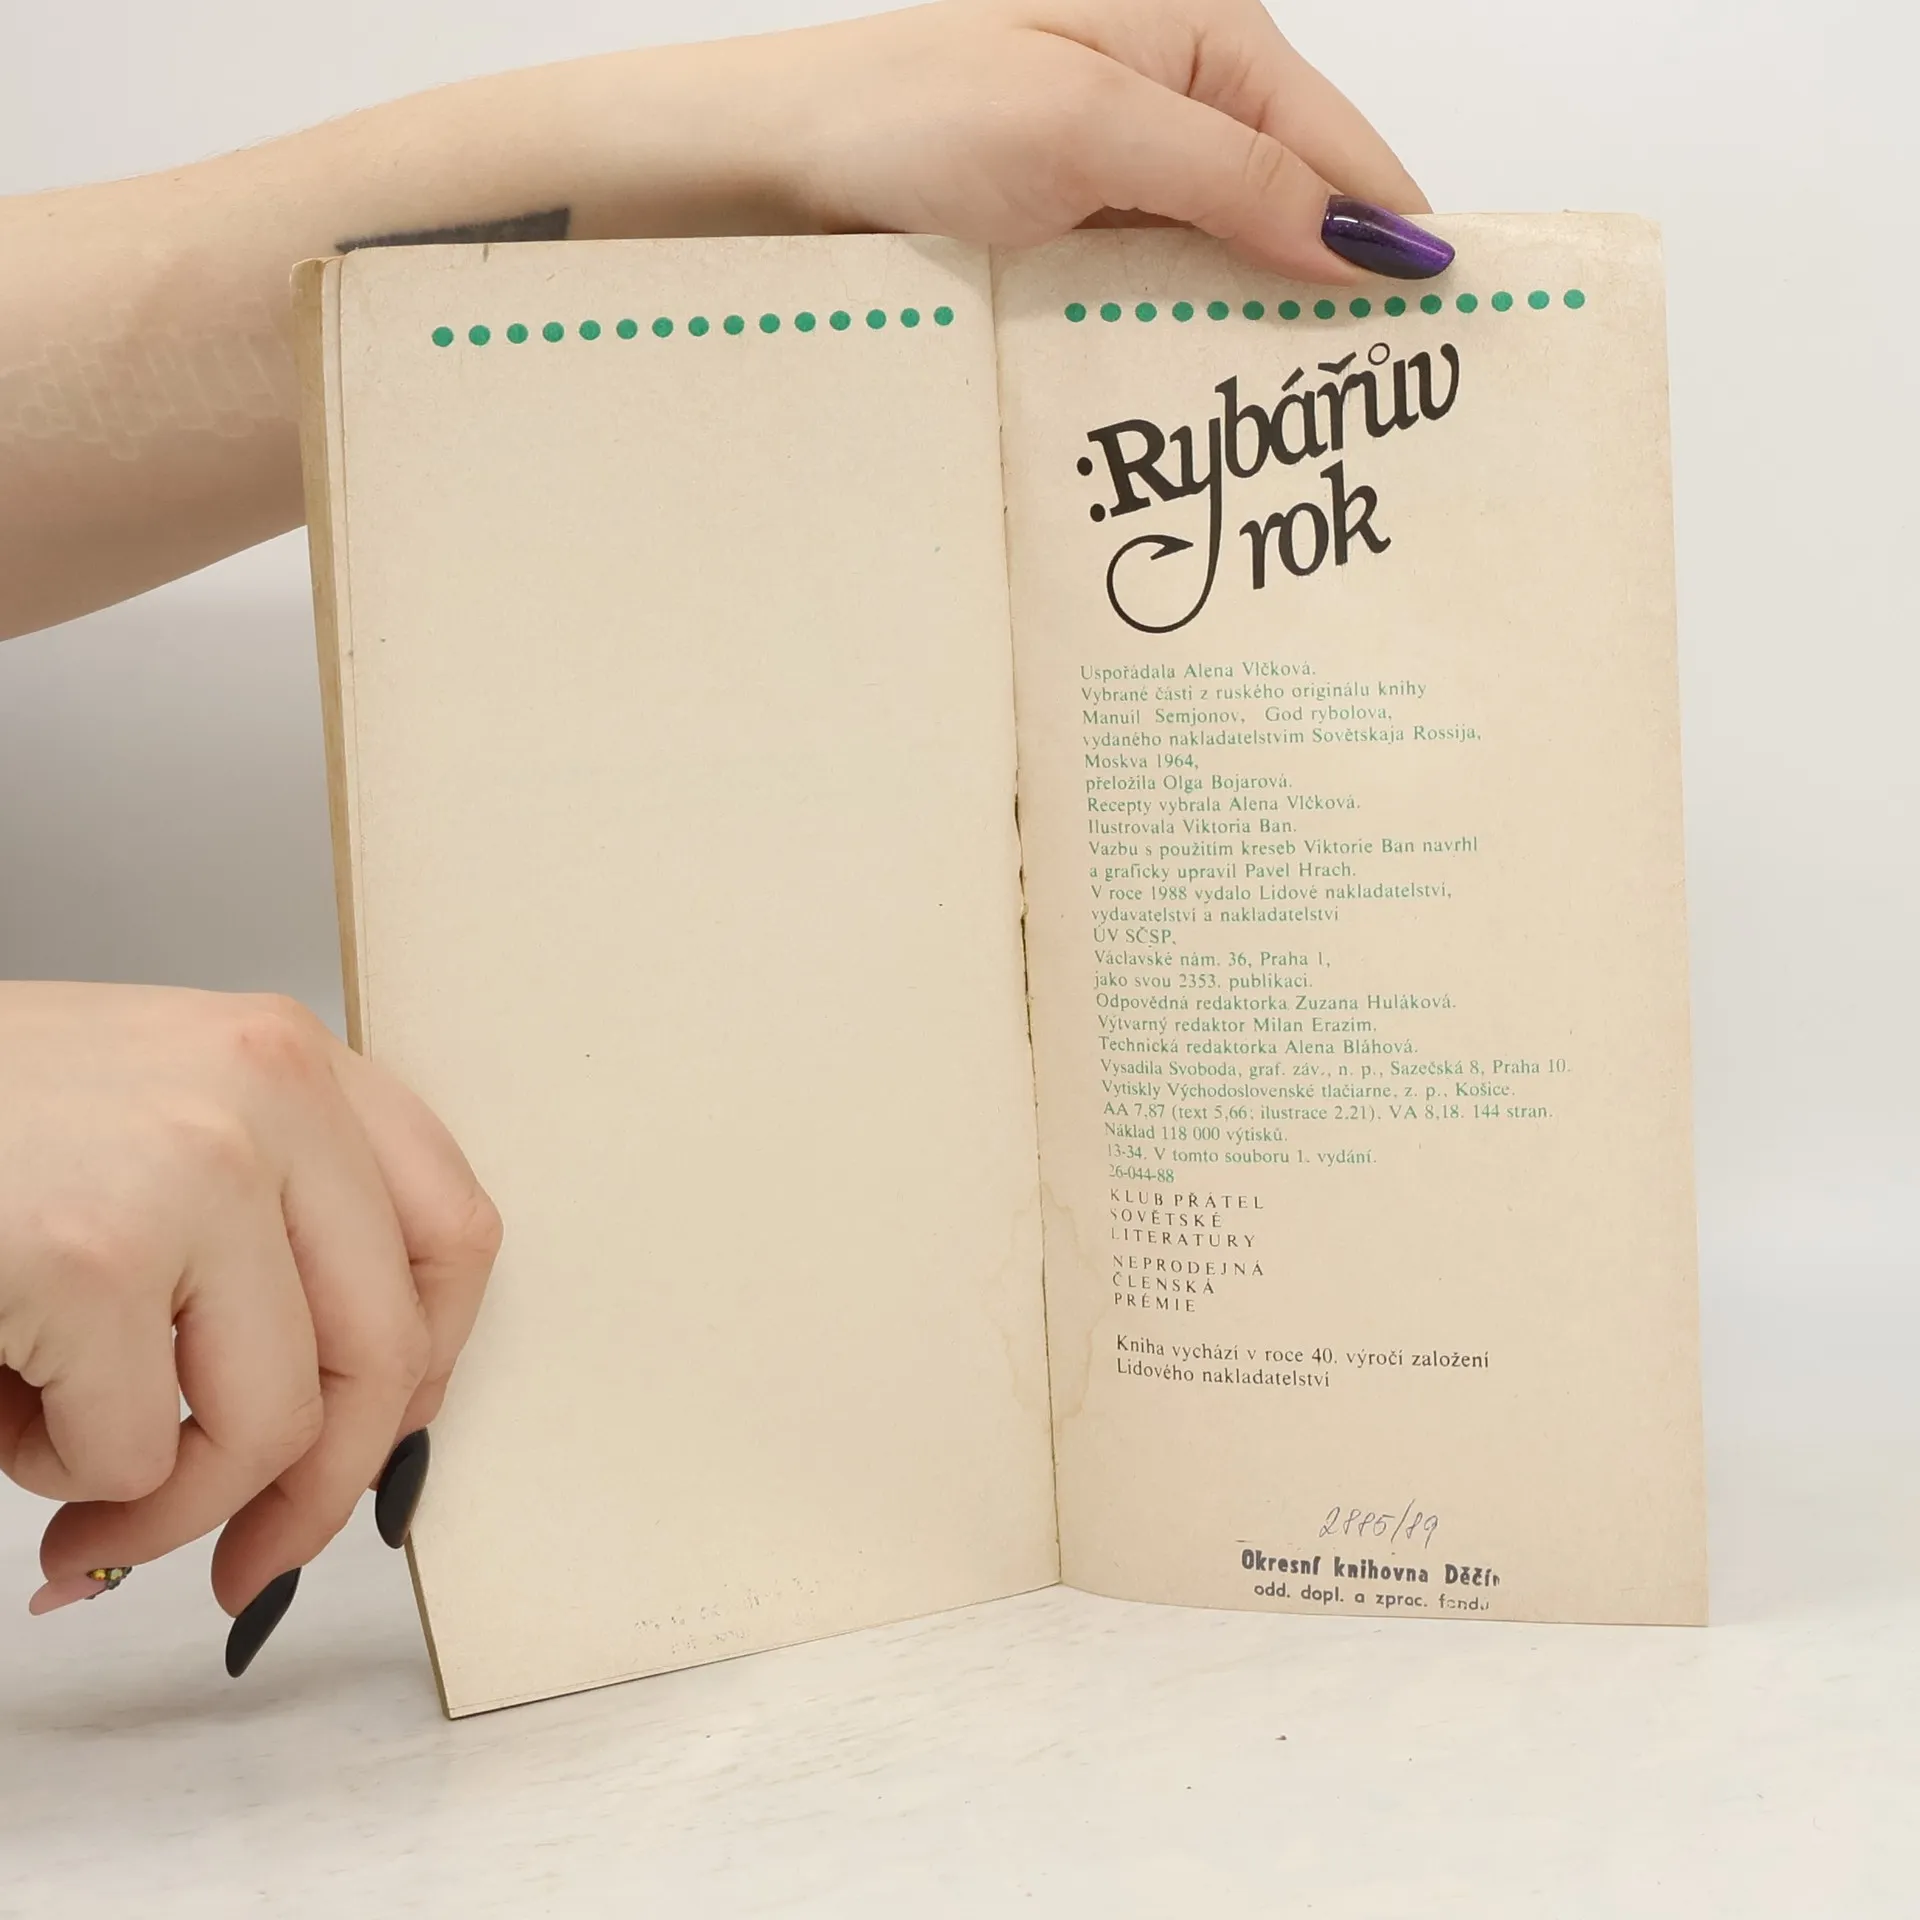 :Rybářův
rok
Uspořádala Alena Vlčková.
Vybrané části z ruského originálu knihy
Manuil Semjonov, God rybolova,
vydaného nakladatelstvím Sovětskaja Rossija,
Moskva 1964,
přeložila Olga Bojarová.
Recepty vybrala Alena Vlčková.
Ilustrovala Viktoria Ban.
Vazbu s použitím kreseb Viktorie Ban navrhl
a graficky upravil Pavel Hrach.
V roce 1988 vydalo Lidové nakladatelství,
vydavatelství a nakladatelství
ÚV SČSP,
Václavské nám. 36, Praha 1,
jako svou 2353. publikaci.
Odpovědná redaktorka Zuzana Huláková.
Výtvarný redaktor Milan Erazim.
Technická redaktorka Alena Bláhová.
Vysadila Svoboda, graf. záv., n. p., Sazečská 8, Praha 10.
Vytiskly Východoslovenské tlačiarne, z. p., Košice.
AA 7,87 (text 5,66; ilustrace 2,21). VA 8,18. 144 stran.
Náklad 118 000 výtisků.
13-34. V tomto souboru 1. vydání.
26-044-88
KLUB PŘÁTEL
SOVĚTSKÉ
LITERATURY
NEPRODEJNÁ
ČLENSKÁ
PRÉMIE
Kniha vychází v roce 40. výročí založení
Lidového nakladatelství
2885/89
Okresní knihovna Děčín
odd. dopl. a zprac. fondu